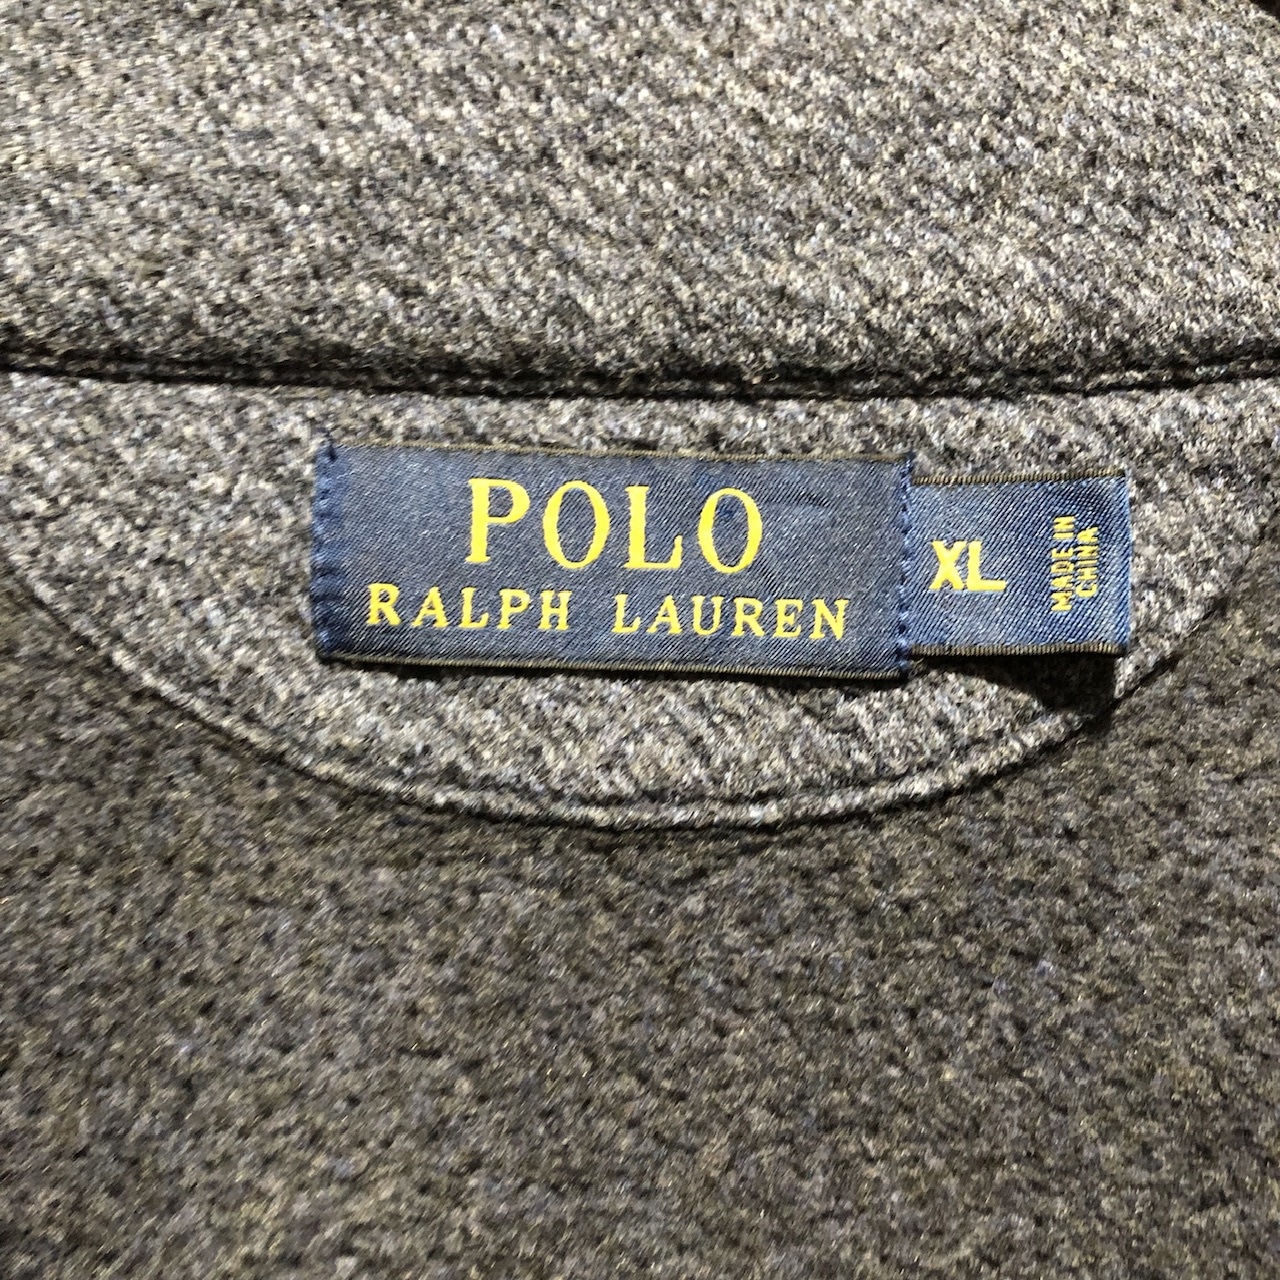 POLO
RALPH LAUREN
XL
MADE IN
CHINA